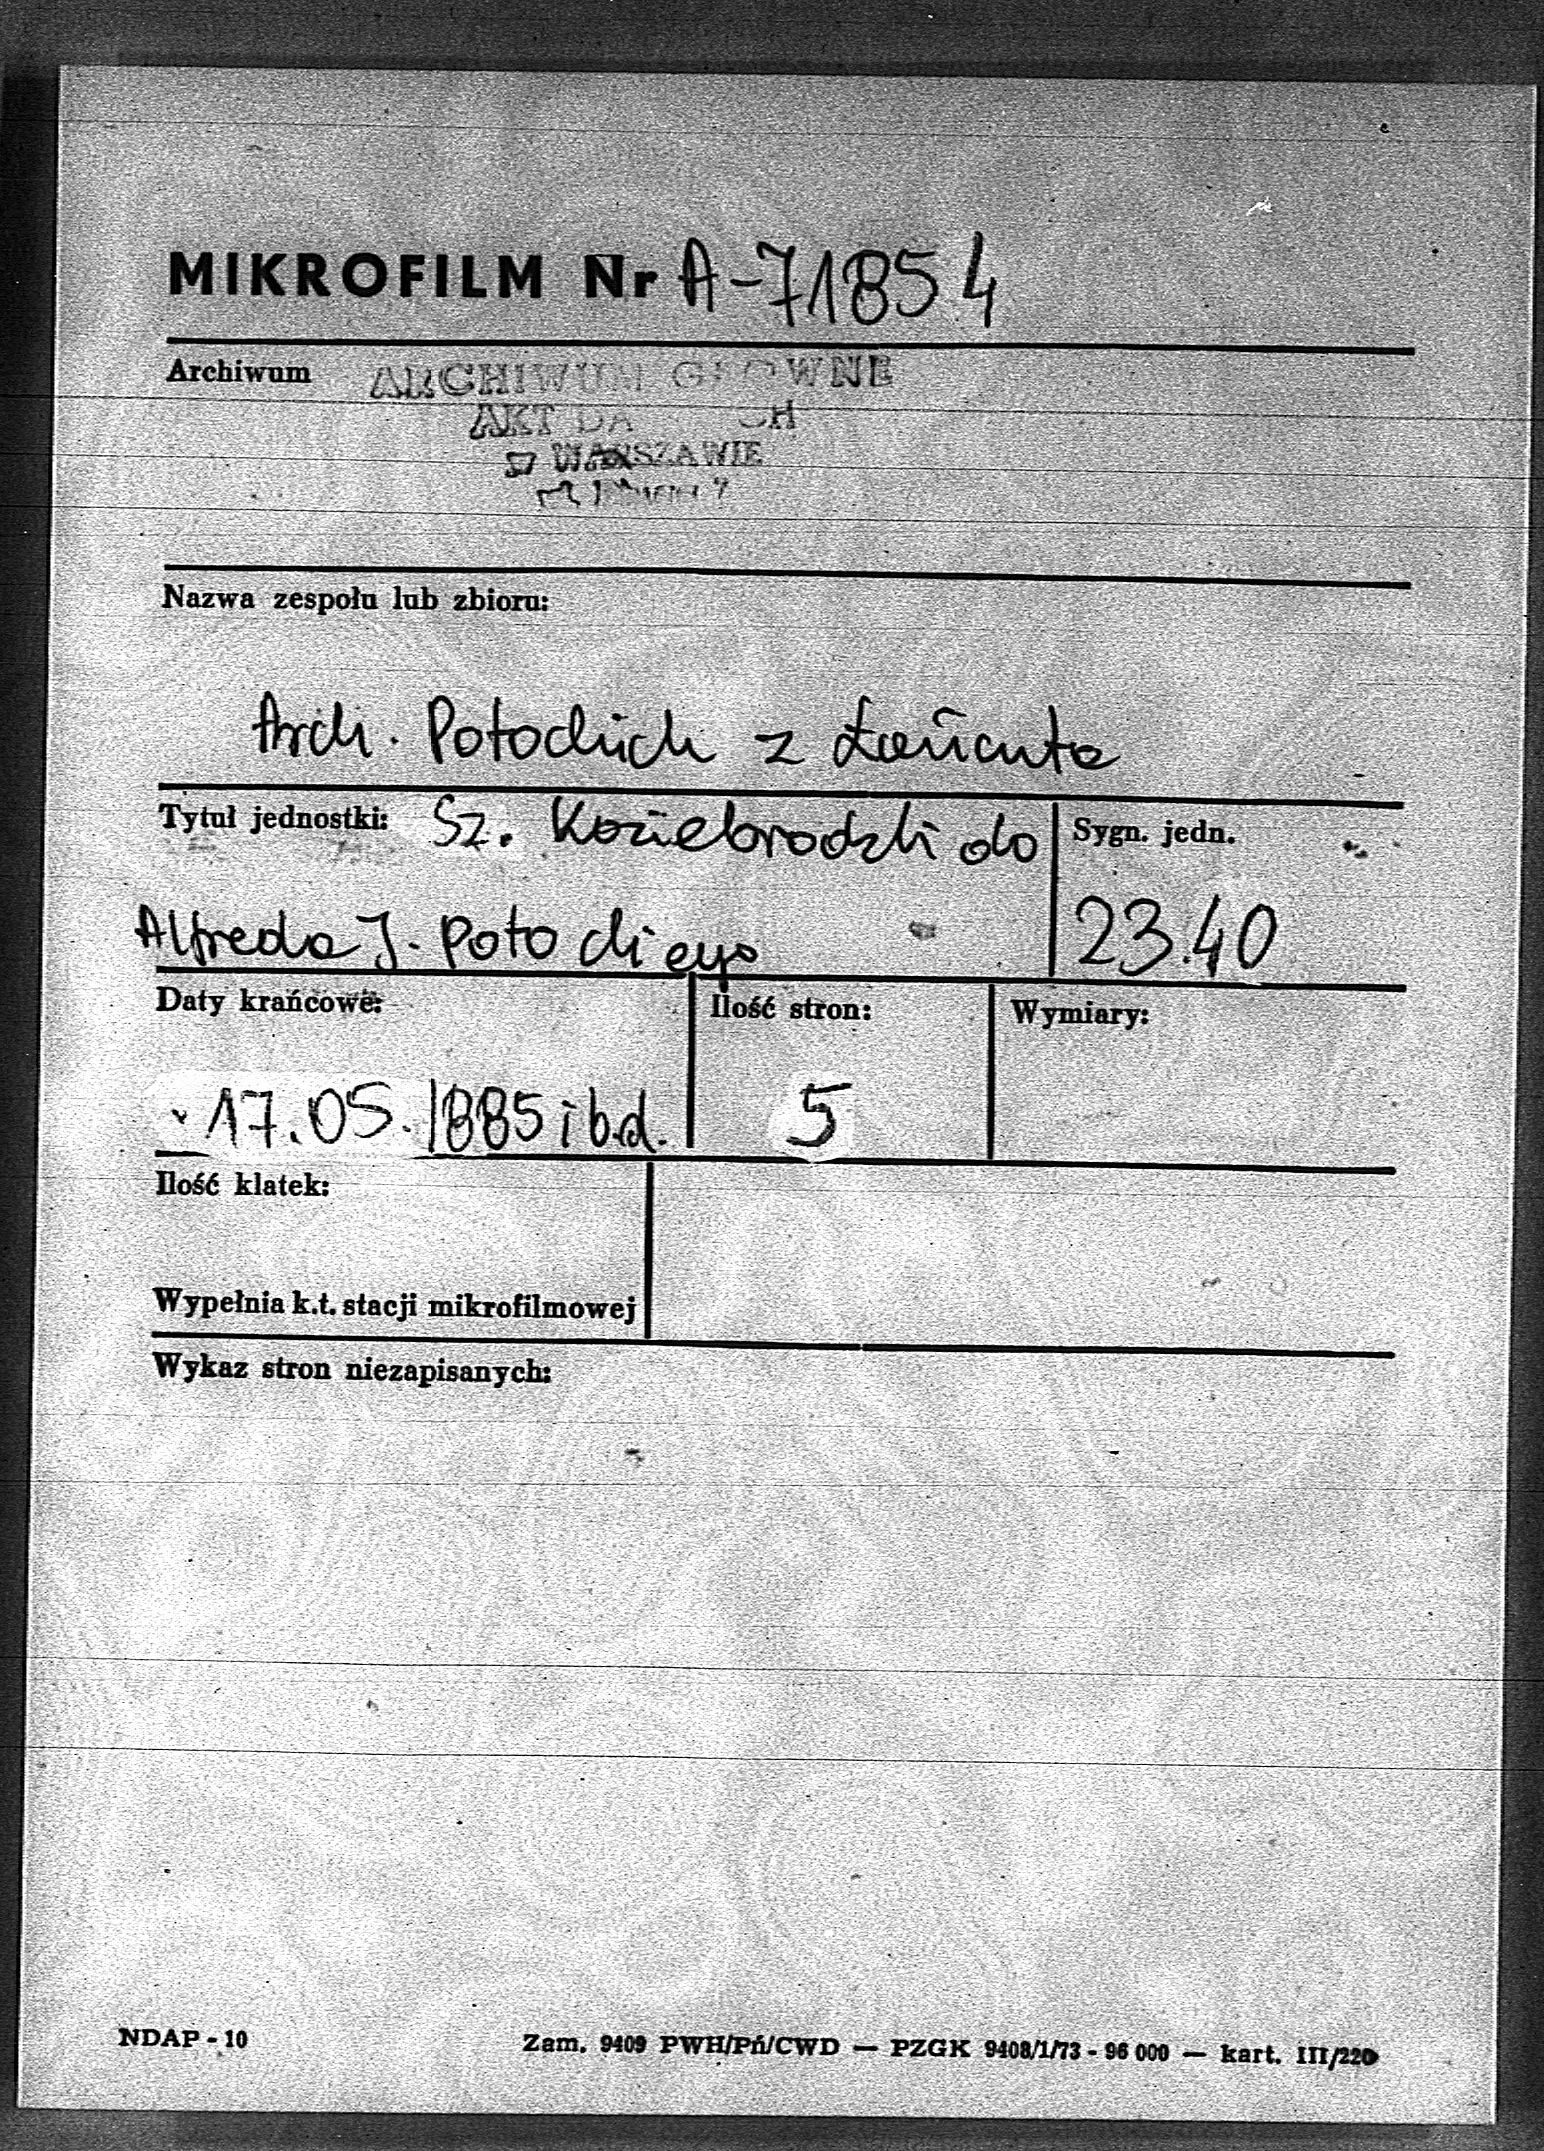 MIKROFILM Nr A-71854
Archiwum ARCHIWUM GŁÓWNE
AKT
W WARSZAWIE
Nazwa zespołu lub zbioru:
Arch. Potockich z Łańcuta
Tytuł jednostki: Sz. Koziebrodzki do
Sygn. jedn.
Alfreda J. Potockiego
23.40
Daty krańcowe: Ilość stron: Wymiary:
17.05.1885 i b.d. 5
Ilość klatek:
Wypełnia k.t. stacji mikrofilmowej
Wykaz stron niezapisanych:
NDAP - 10 Zam. 9409 PWH/Pń/CWD — PZGK 9408/1/73 - 96 000 — kart. III/220